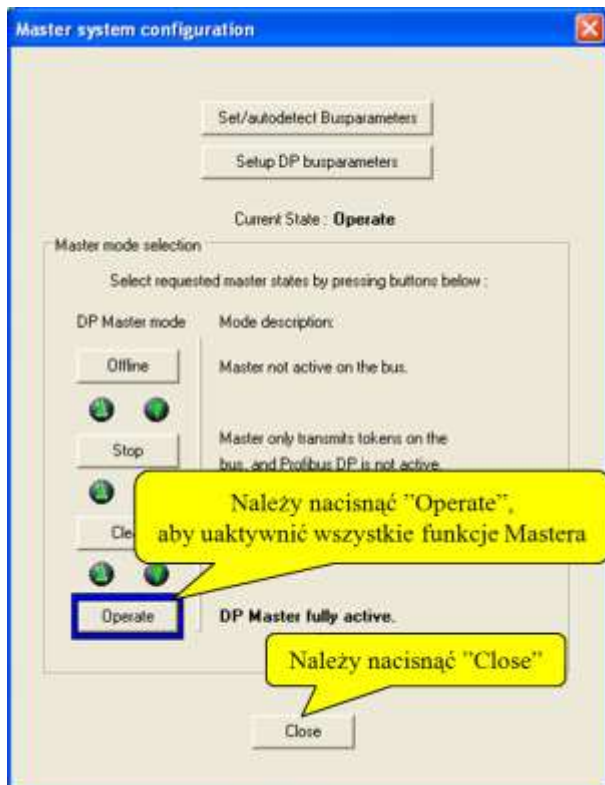 Master system configuration
Set/autodetect Busparameters
Setup DP busparameters
Current State : Operate
Master mode selection
Select requested master states by pressing buttons below :
DP Master mode
Mode description:
Offline
Master not active on the bus.
Stop
Master only transmits tokens on the
bus, and Profibus DP is not active.
Należy nacisnąć ”Operate”,
aby uaktywnić wszystkie funkcje Mastera
Operate
DP Master fully active.
Należy nacisnąć ”Close”
Close